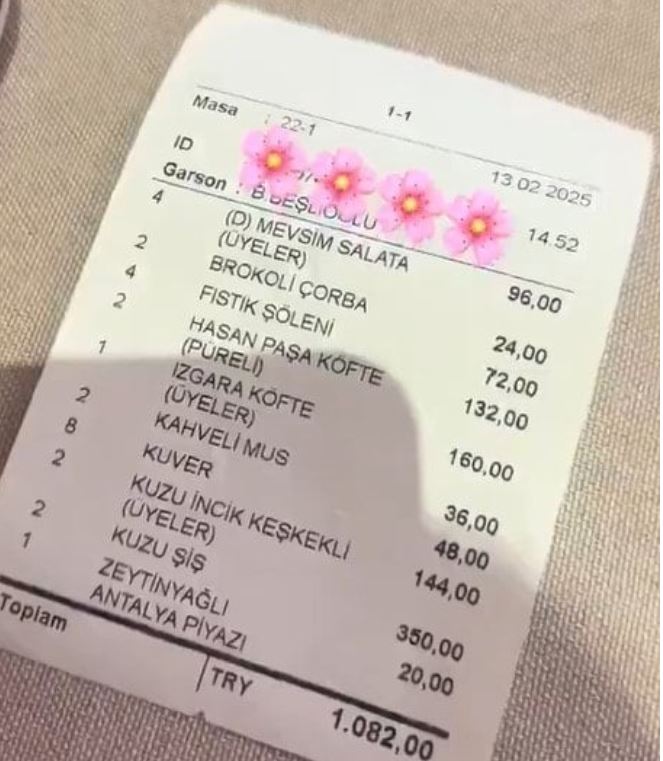 1-1
Masa : 22-1 13 02 2025
ID 14.52
Garson : B BEŞLİOĞLU
4 (D) MEVSİM SALATA 96,00
(ÜYELER)
2 BROKOLİ ÇORBA 24,00
4 FISTIK ŞÖLENİ 72,00
2 HASAN PAŞA KÖFTE 132,00
(PÜRELİ)
1 IZGARA KÖFTE 160,00
(ÜYELER)
2 KAHVELİ MUS 36,00
8 KUVER 48,00
2 KUZU İNCİK KEŞKEKLİ 144,00
(ÜYELER)
2 KUZU ŞİŞ 350,00
1 ZEYTİNYAĞLI 20,00
ANTALYA PİYAZI
Toplam TRY 1.082,00